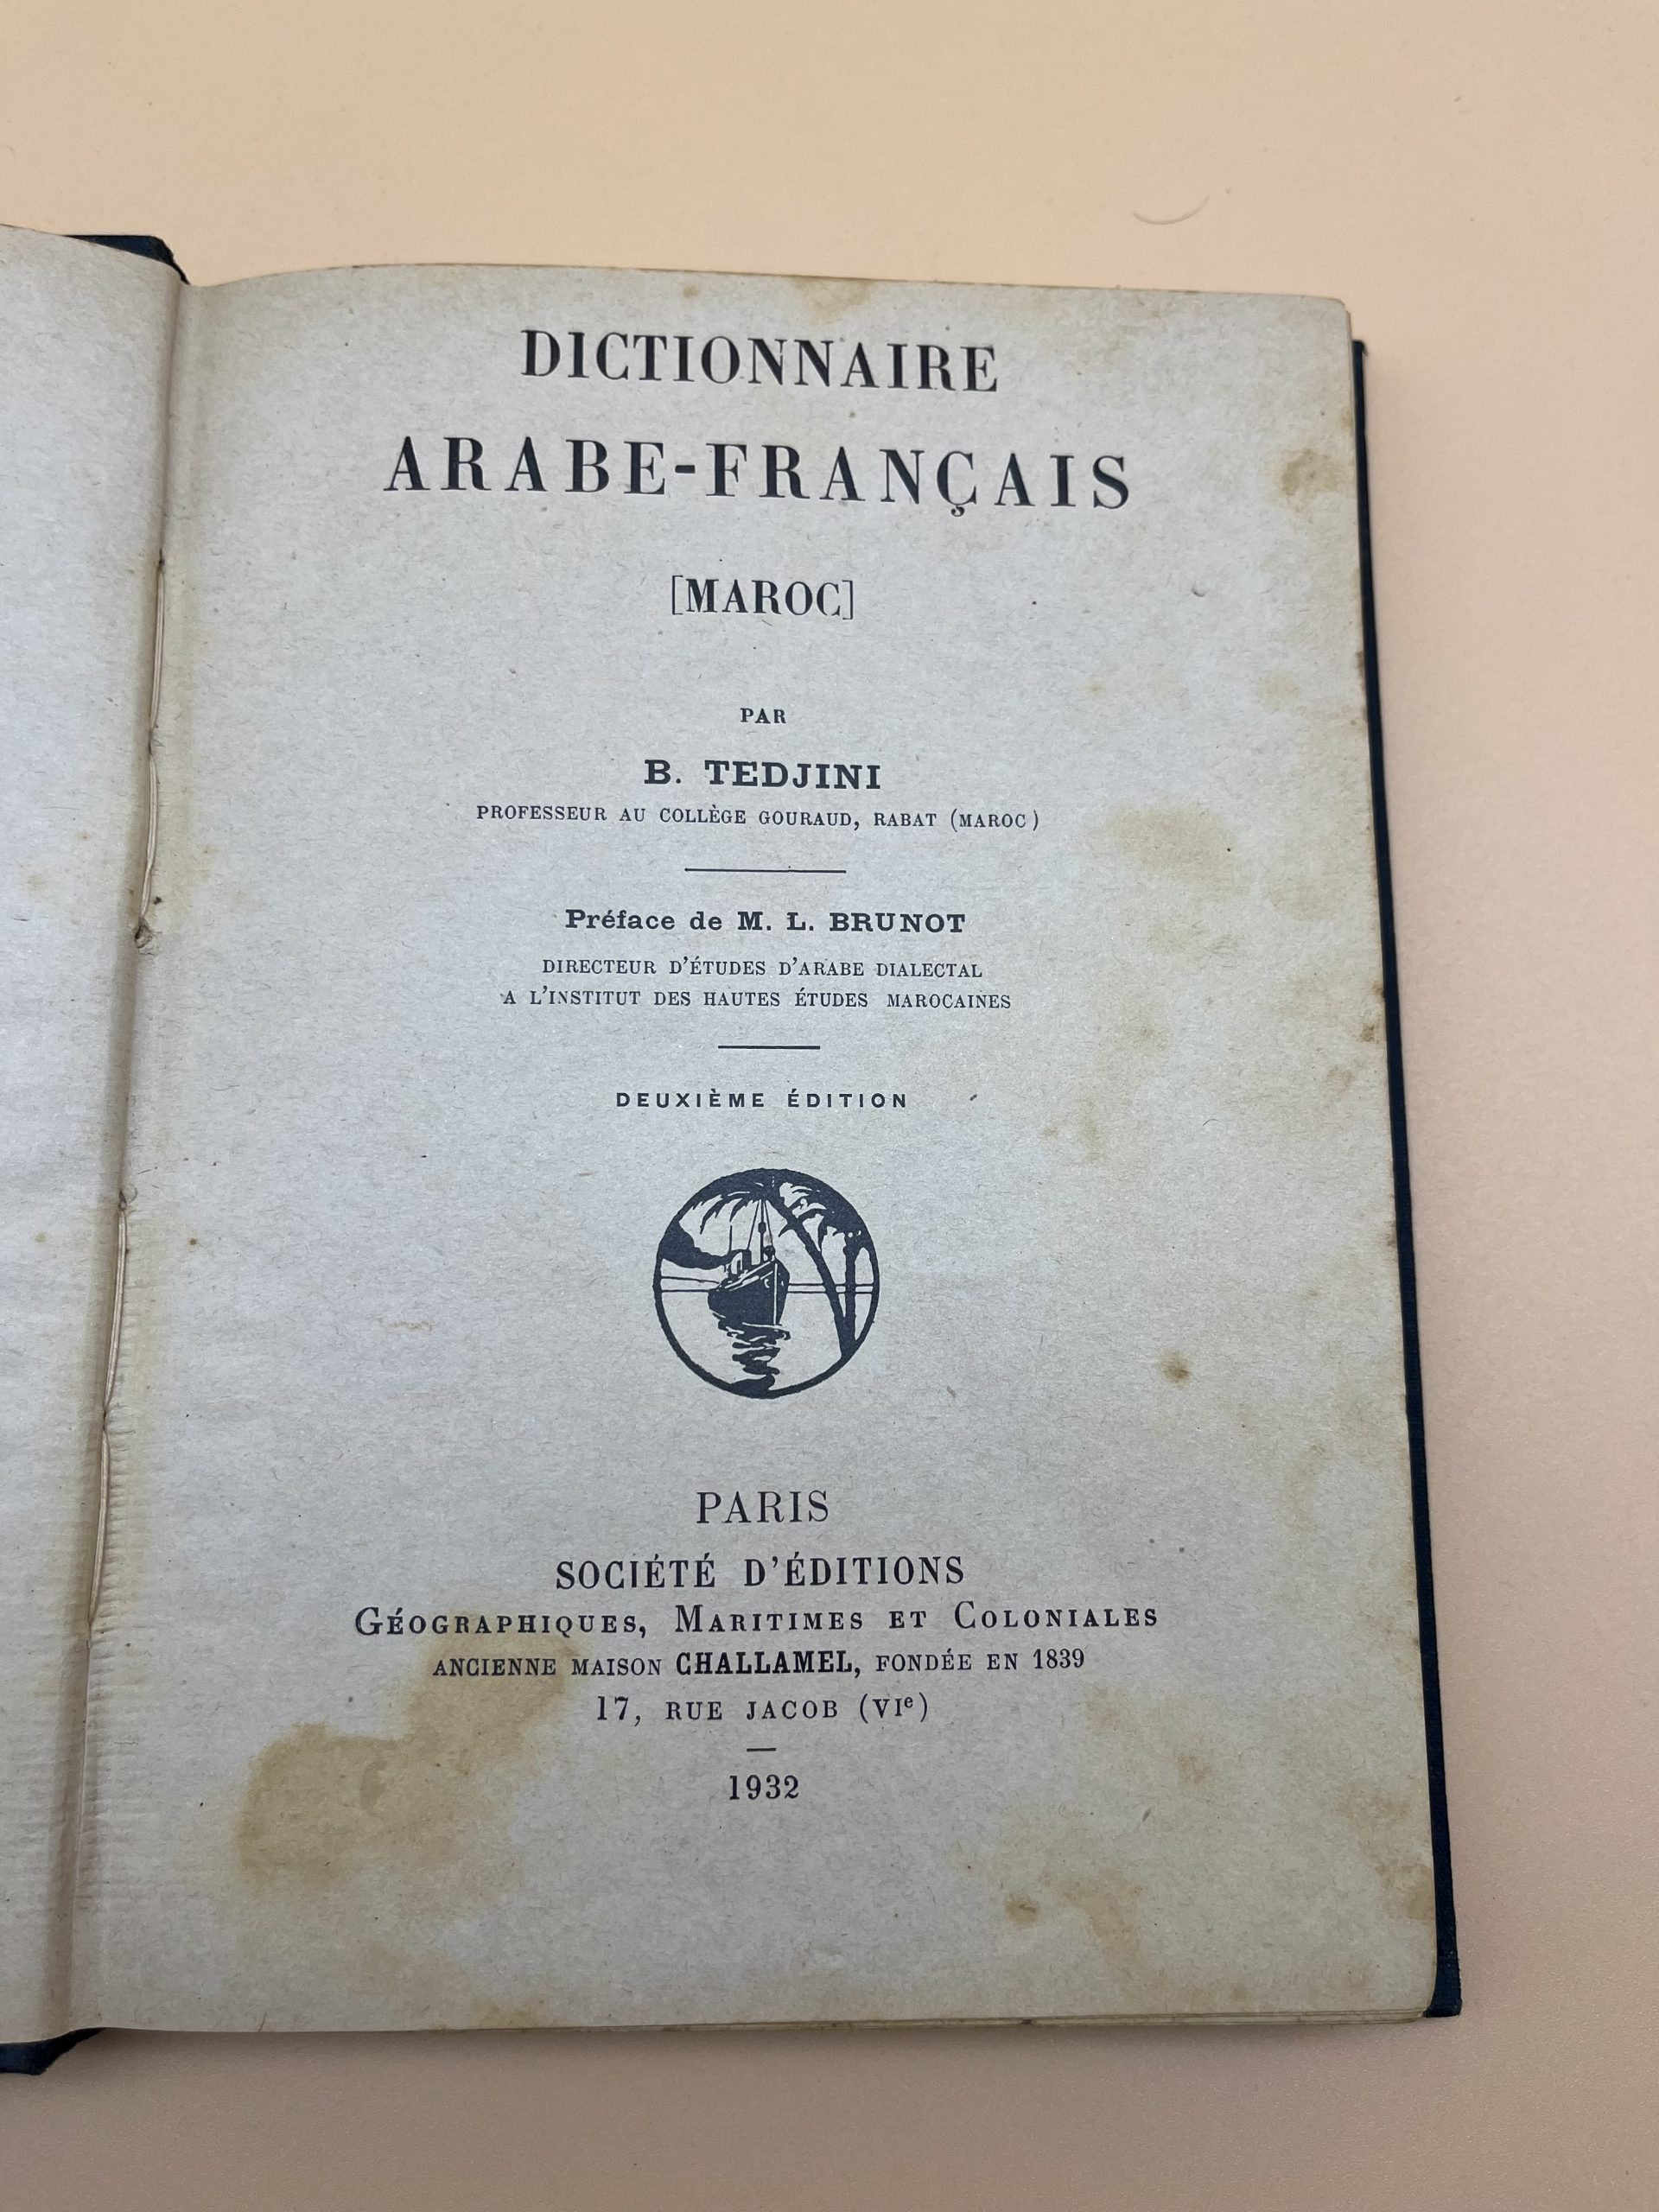 DICTIONNAIRE
ARABE-FRANÇAIS
[MAROC]
PAR
B. TEDJINI
PROFESSEUR AU COLLÈGE GOURAUD, RABAT (MAROC)
Préface de M. L. BRUNOT
DIRECTEUR D'ÉTUDES D'ARABE DIALECTAL
A L'INSTITUT DES HAUTES ÉTUDES MAROCAINES
DEUXIÈME ÉDITION
PARIS
SOCIÉTÉ D'ÉDITIONS
GÉOGRAPHIQUES, MARITIMES ET COLONIALES
ANCIENNE MAISON CHALLAMEL, FONDÉE EN 1839
17, RUE JACOB (VIe)
1932